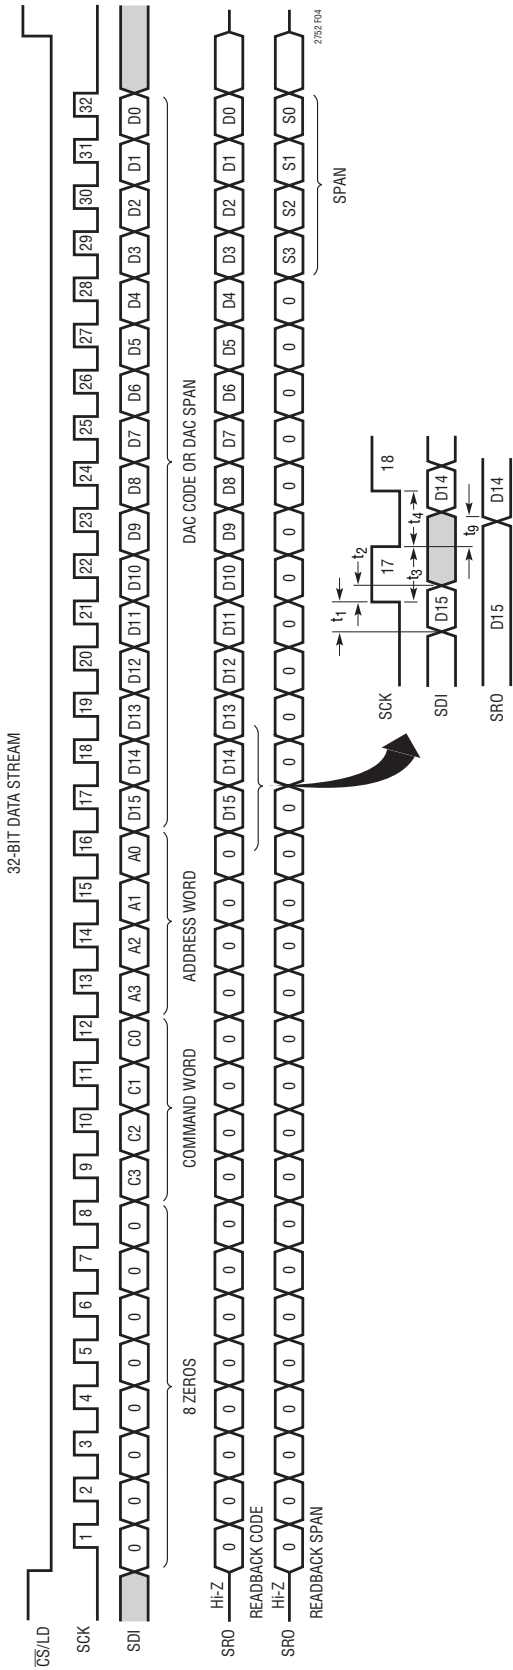 32-BIT DATA STREAM
CS/LD
SCK 1 2 3 4 5 6 7 8 9 10 11 12 13 14 15 16 17 18 19 20 21 22 23 24 25 26 27 28 29 30 31 32
SDI 0 0 0 0 0 0 0 0 C3 C2 C1 C0 A3 A2 A1 A0 D15 D14 D13 D12 D11 D10 D9 D8 D7 D6 D5 D4 D3 D2 D1 D0
8 ZEROS COMMAND WORD ADDRESS WORD DAC CODE OR DAC SPAN
SRO Hi-Z 0 0 0 0 0 0 0 0 0 0 0 0 0 0 0 0 D15 D14 D13 D12 D11 D10 D9 D8 D7 D6 D5 D4 D3 D2 D1 D0
READBACK CODE
SRO Hi-Z 0 0 0 0 0 0 0 0 0 0 0 0 0 0 0 0 0 0 0 0 0 0 0 0 0 0 0 0 S3 S2 S1 S0
READBACK SPAN
SPAN
2752 F04
t1 t2
SCK 17 18
t3 t4
SDI D15 D14
t9
SRO D15 D14